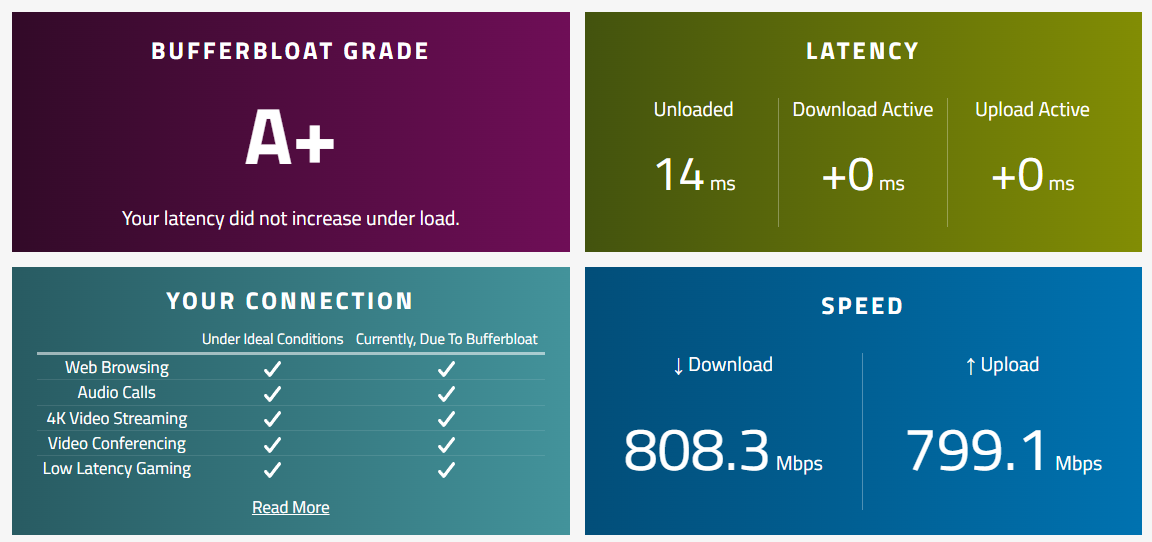 BUFFERBLOAT GRADE
A+
Your latency did not increase under load.
LATENCY
Unloaded Download Active Upload Active
14 ms +0 ms +0 ms
YOUR CONNECTION
Under Ideal Conditions Currently, Due To Bufferbloat
Web Browsing
Audio Calls
4K Video Streaming
Video Conferencing
Low Latency Gaming
Read More
SPEED
↓ Download ↑ Upload
808.3 Mbps 799.1 Mbps